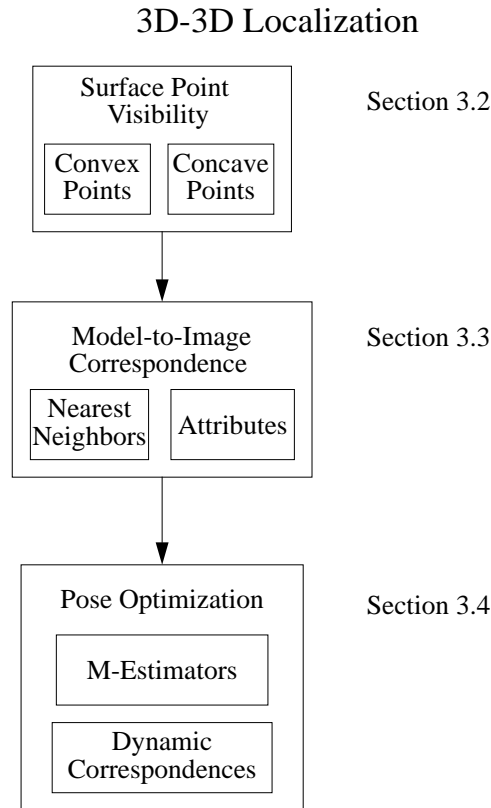 3D-3D Localization
Surface Point
Visibility
Section 3.2
Convex
Points
Concave
Points
Model-to-Image
Correspondence
Section 3.3
Nearest
Neighbors
Attributes
Pose Optimization
Section 3.4
M-Estimators
Dynamic
Correspondences